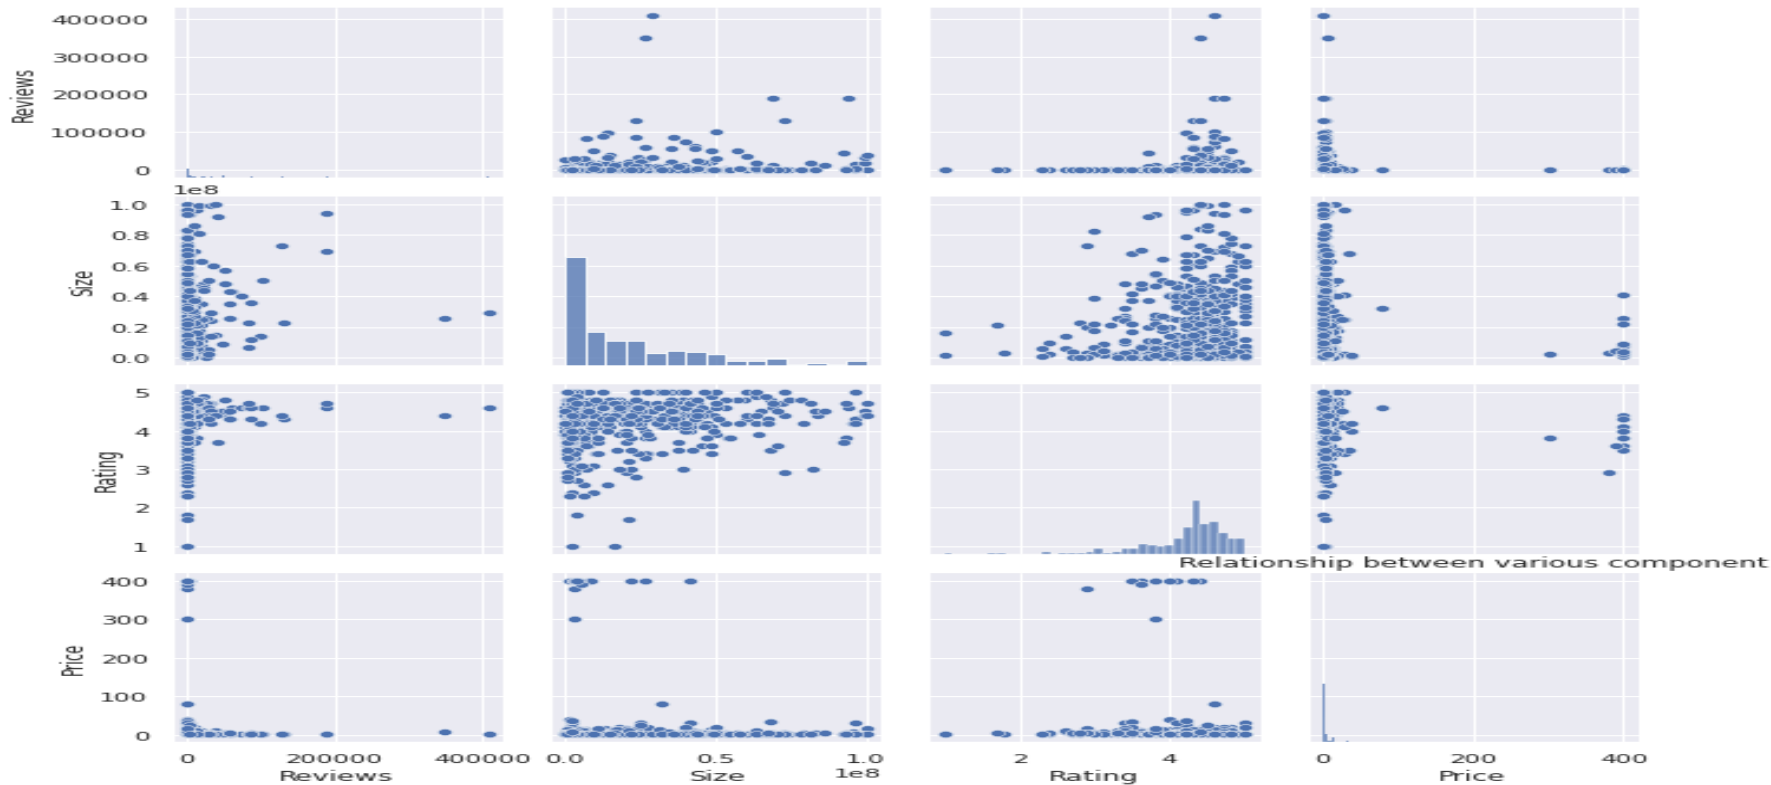 400000
300000
200000
100000
0
Reviews
1e8
1.0
0.8
0.6
0.4
0.2
0.0
Size
5
4
3
2
1
Rating
Relationship between various component
400
300
200
100
0
Price
0 200000 400000 0.0 0.5 1.0 2 4 0 200 400
1e8
Reviews Size Rating Price